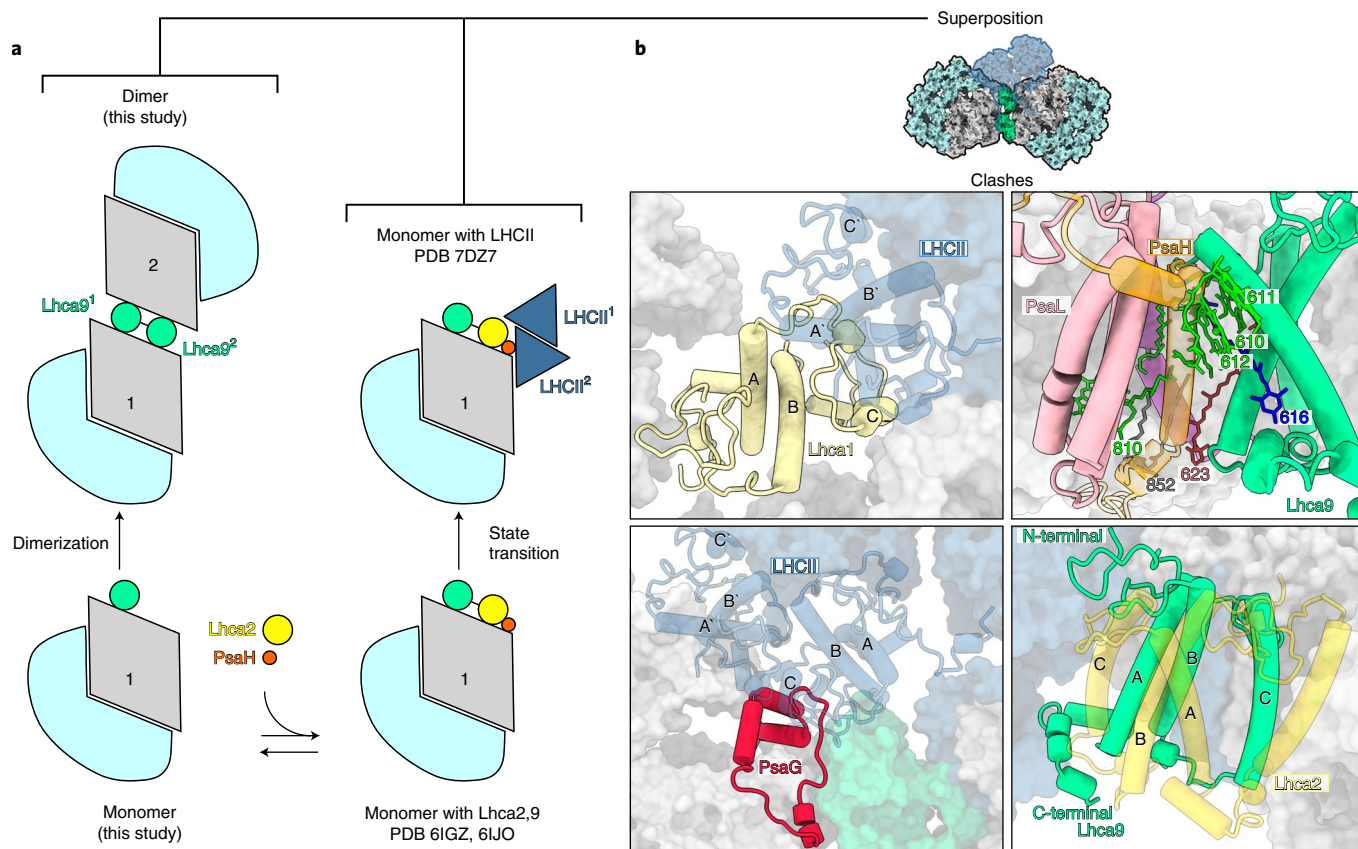 Superposition
a
b
Dimer
(this study)
2
Lhca9¹
Lhca9²
1
Dimerization
1
Monomer
(this study)
Lhca2
PsaH
Monomer with LHCII
PDB 7DZ7
LHCII¹
LHCII²
1
State
transition
1
Monomer with Lhca2,9
PDB 6IGZ, 6IJO
Clashes
C`
LHCII
B`
A`
A
B
C
Lhca1
PsaH
PsaL
611
610
612
616
810
623
852
Lhca9
C`
LHCII
B`
A`
A
B
C
PsaG
N-terminal
C
B
A
C
A
B
Lhca2
C-terminal
Lhca9